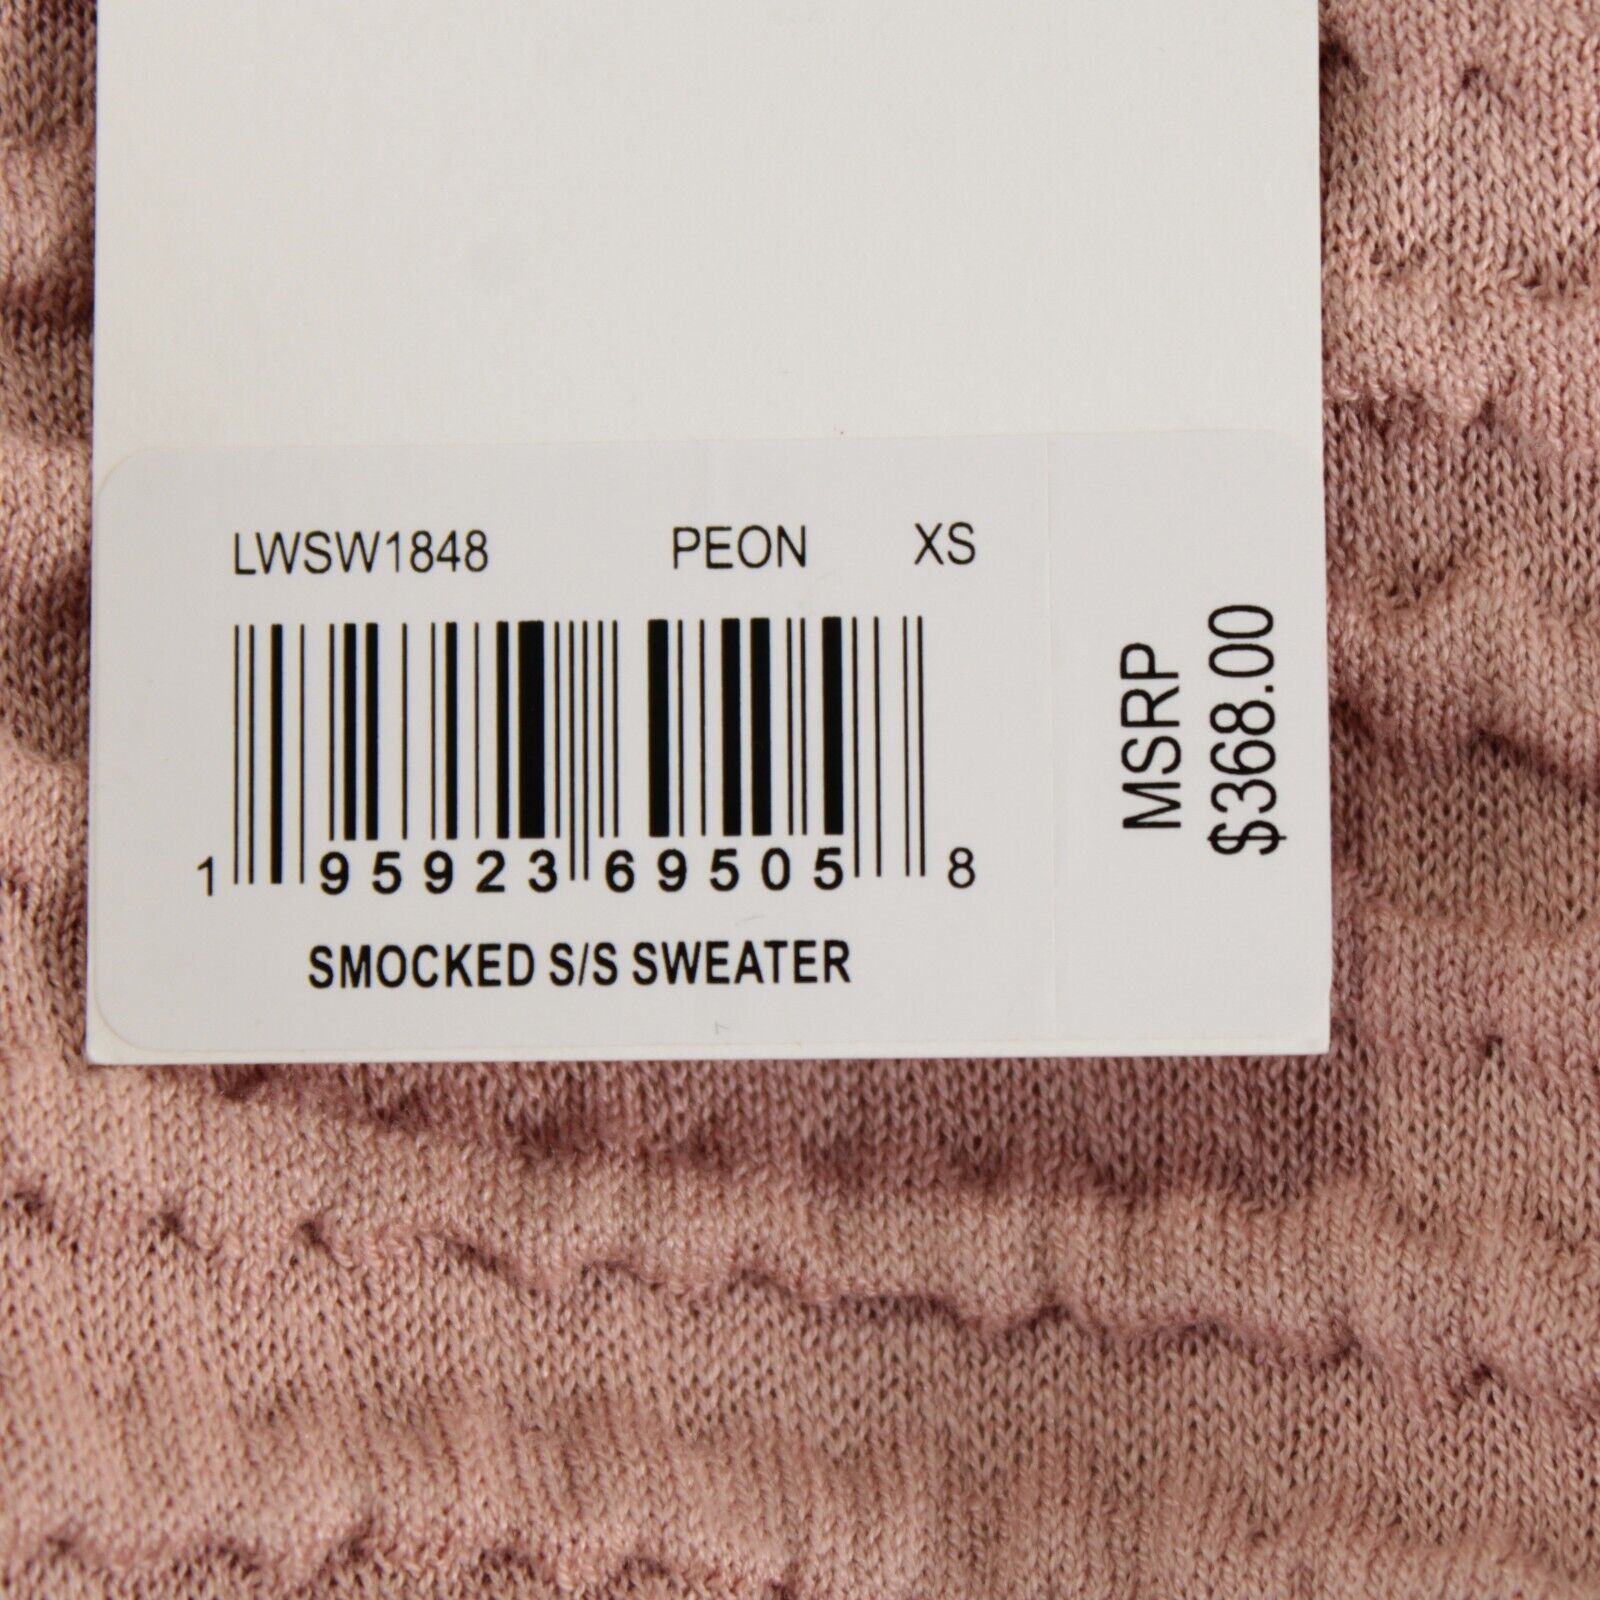 LWSW1848 PEON XS
1 95923 69505 8
SMOCKED S/S SWEATER
MSRP
$368.00